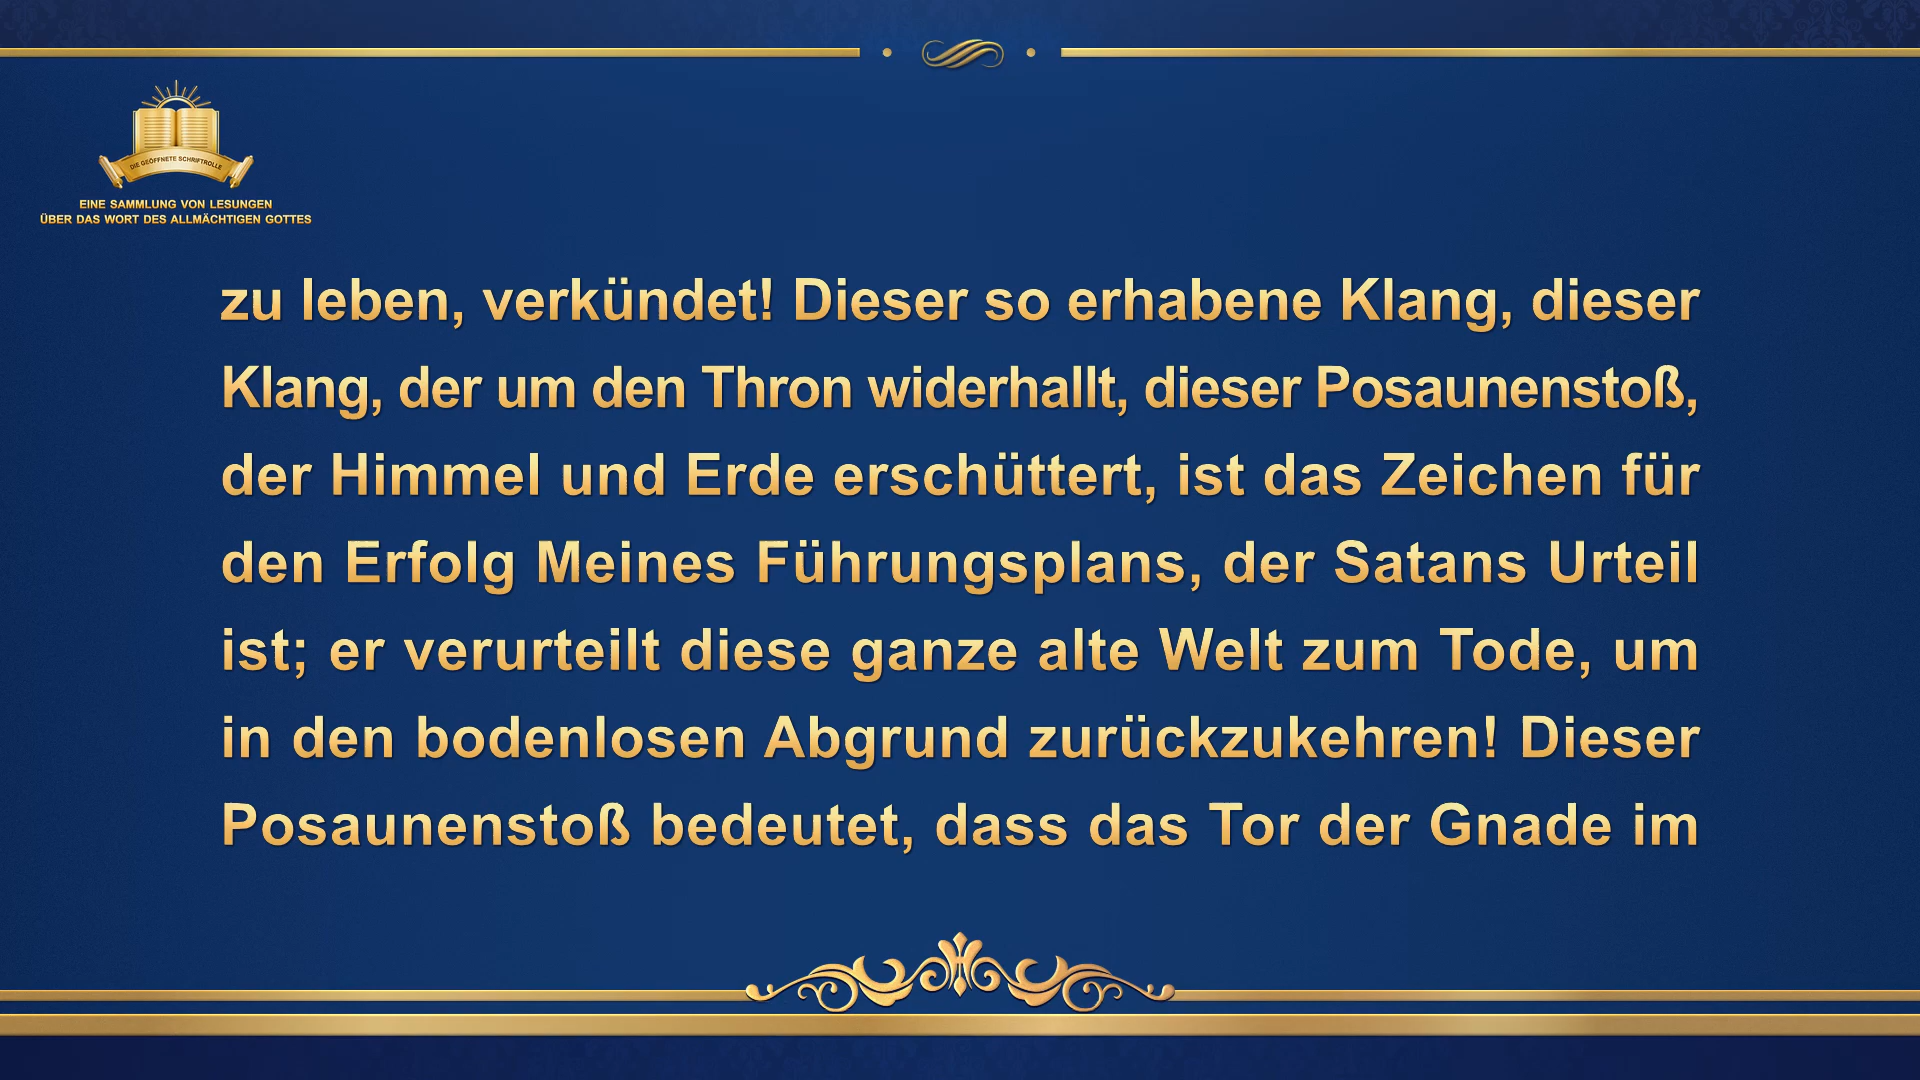 DIE GEÖFFNETE SCHRIFTROLLE
EINE SAMMLUNG VON LESUNGEN
ÜBER DAS WORT DES ALLMÄCHTIGEN GOTTES
zu leben, verkündet! Dieser so erhabene Klang, dieser
Klang, der um den Thron widerhallt, dieser Posaunenstoß,
der Himmel und Erde erschüttert, ist das Zeichen für
den Erfolg Meines Führungsplans, der Satans Urteil
ist; er verurteilt diese ganze alte Welt zum Tode, um
in den bodenlosen Abgrund zurückzukehren! Dieser
Posaunenstoß bedeutet, dass das Tor der Gnade im